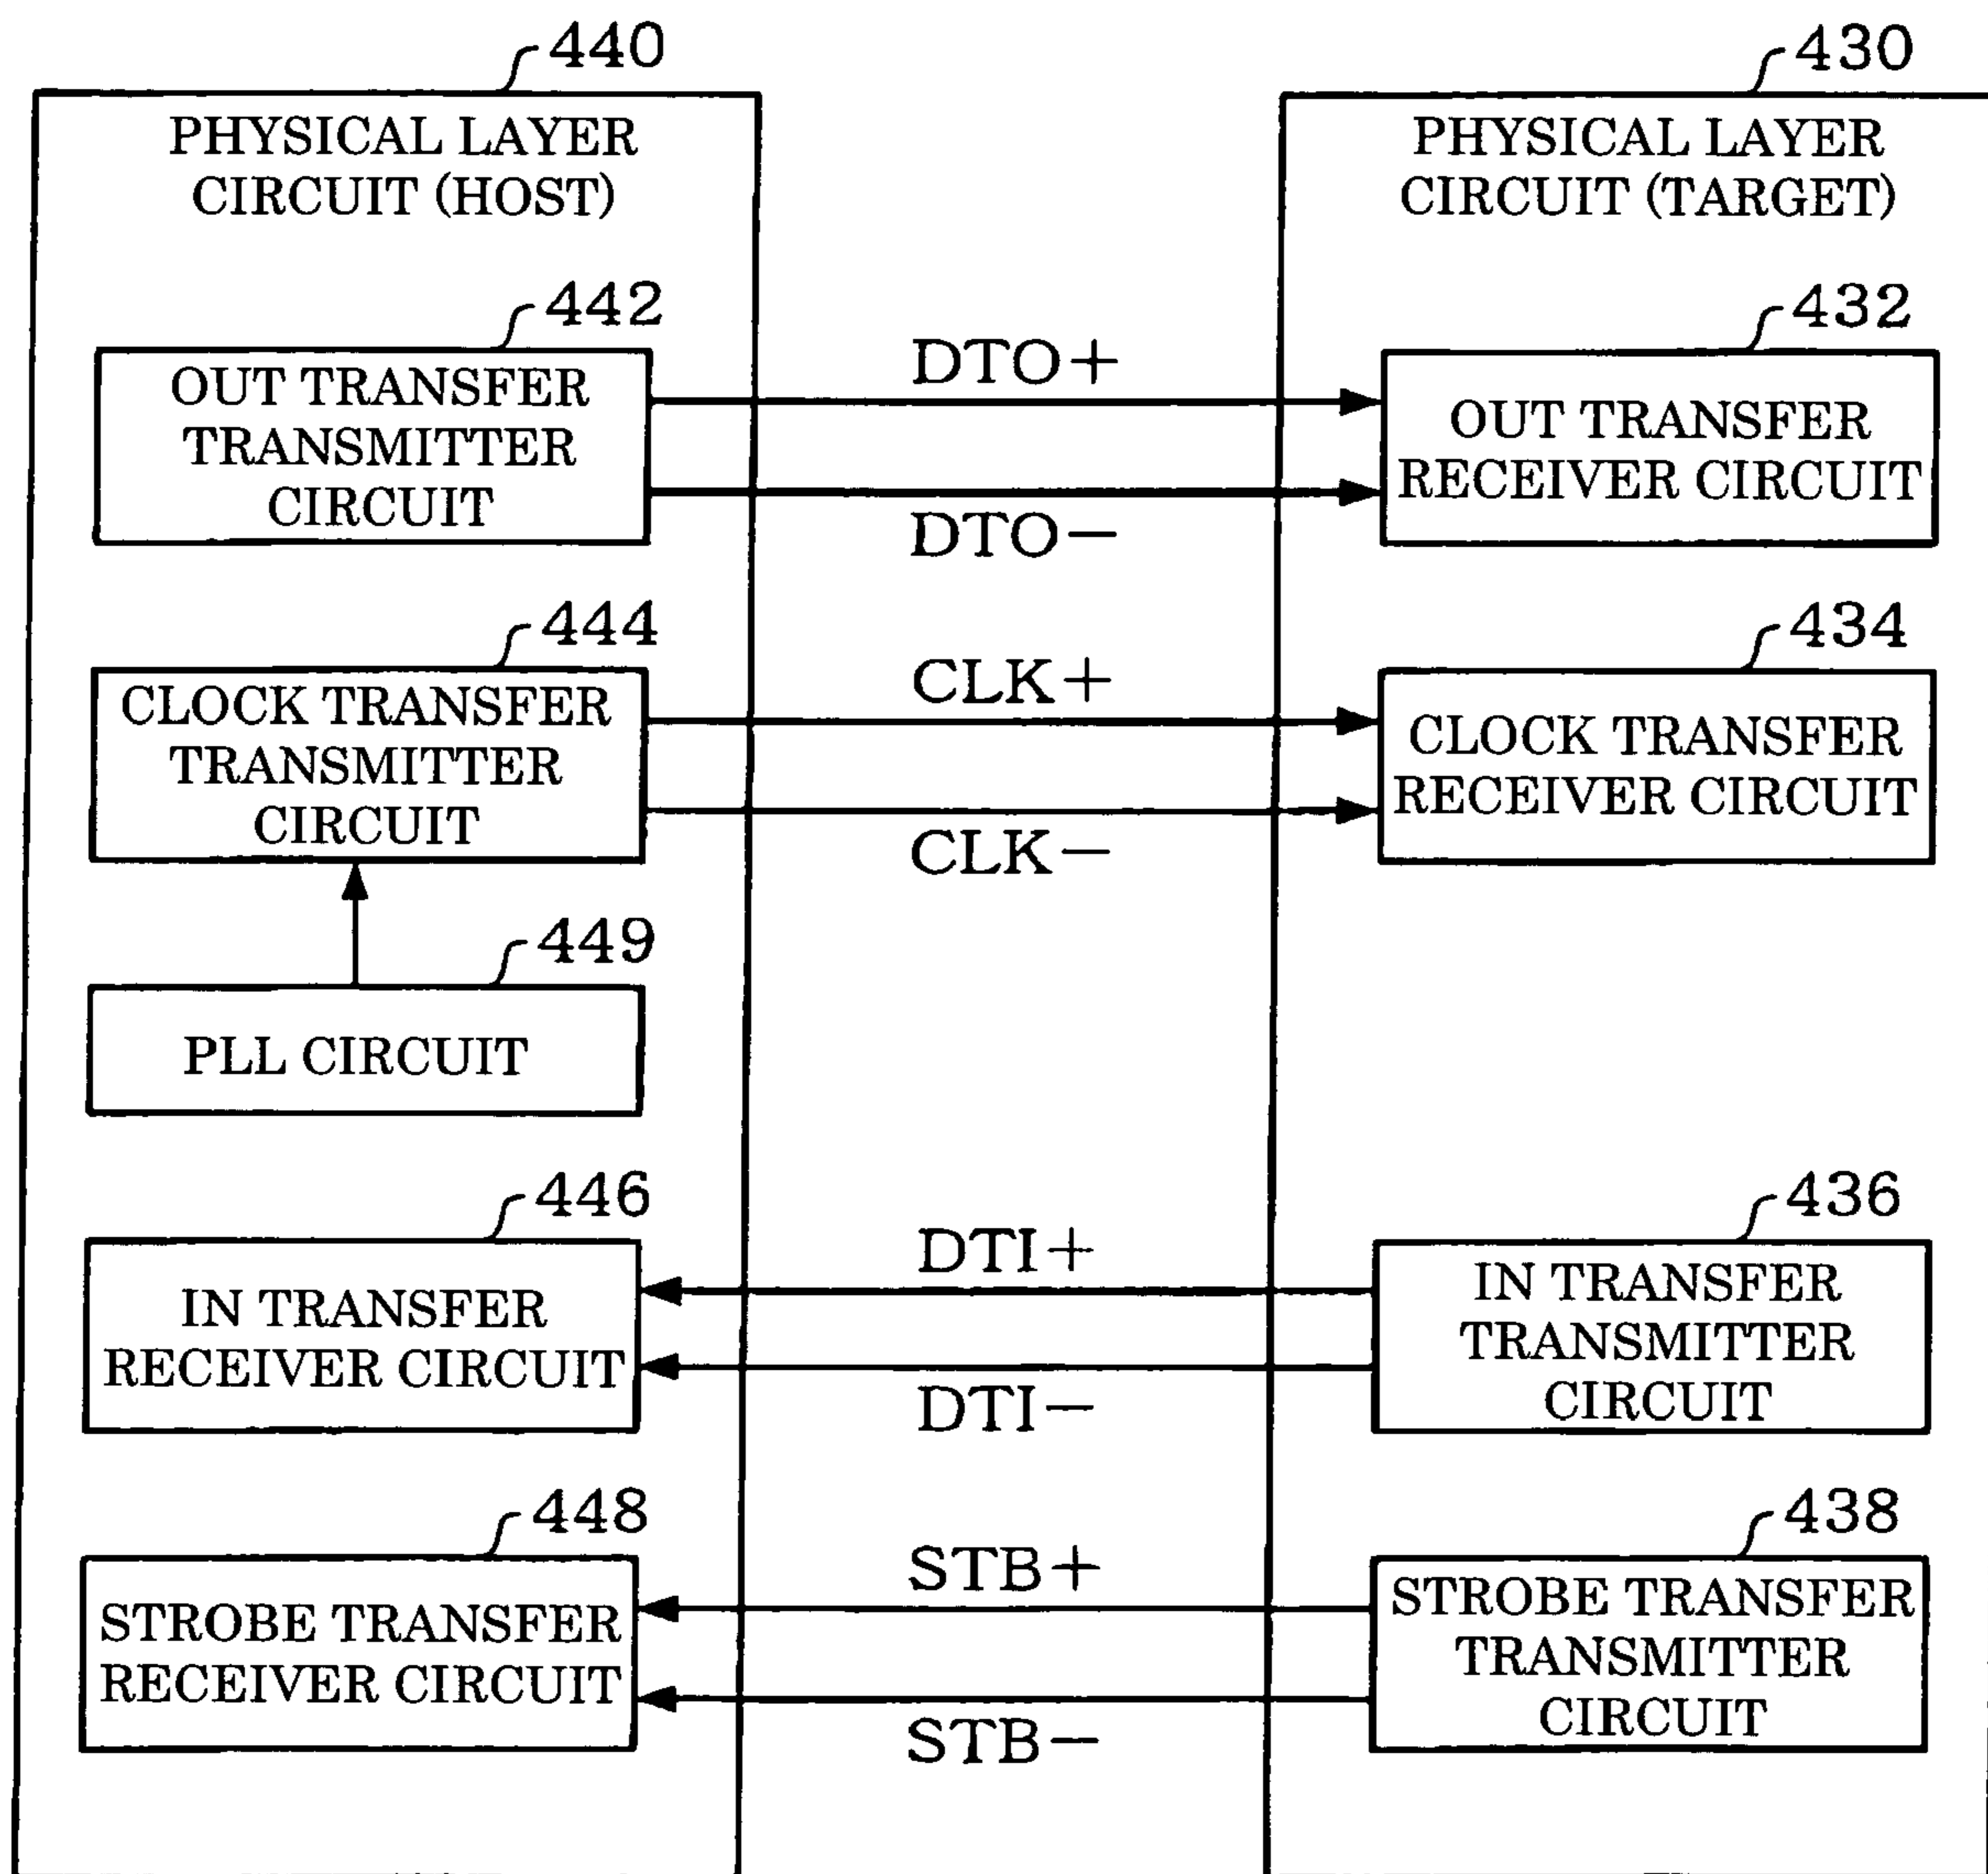 440
PHYSICAL LAYER
CIRCUIT (HOST)
430
PHYSICAL LAYER
CIRCUIT (TARGET)
442
OUT TRANSFER
TRANSMITTER
CIRCUIT
DTO+
DTO−
432
OUT TRANSFER
RECEIVER CIRCUIT
444
CLOCK TRANSFER
TRANSMITTER
CIRCUIT
CLK+
CLK−
434
CLOCK TRANSFER
RECEIVER CIRCUIT
449
PLL CIRCUIT
446
IN TRANSFER
RECEIVER CIRCUIT
DTI+
DTI−
436
IN TRANSFER
TRANSMITTER
CIRCUIT
448
STROBE TRANSFER
RECEIVER CIRCUIT
STB+
STB−
438
STROBE TRANSFER
TRANSMITTER
CIRCUIT